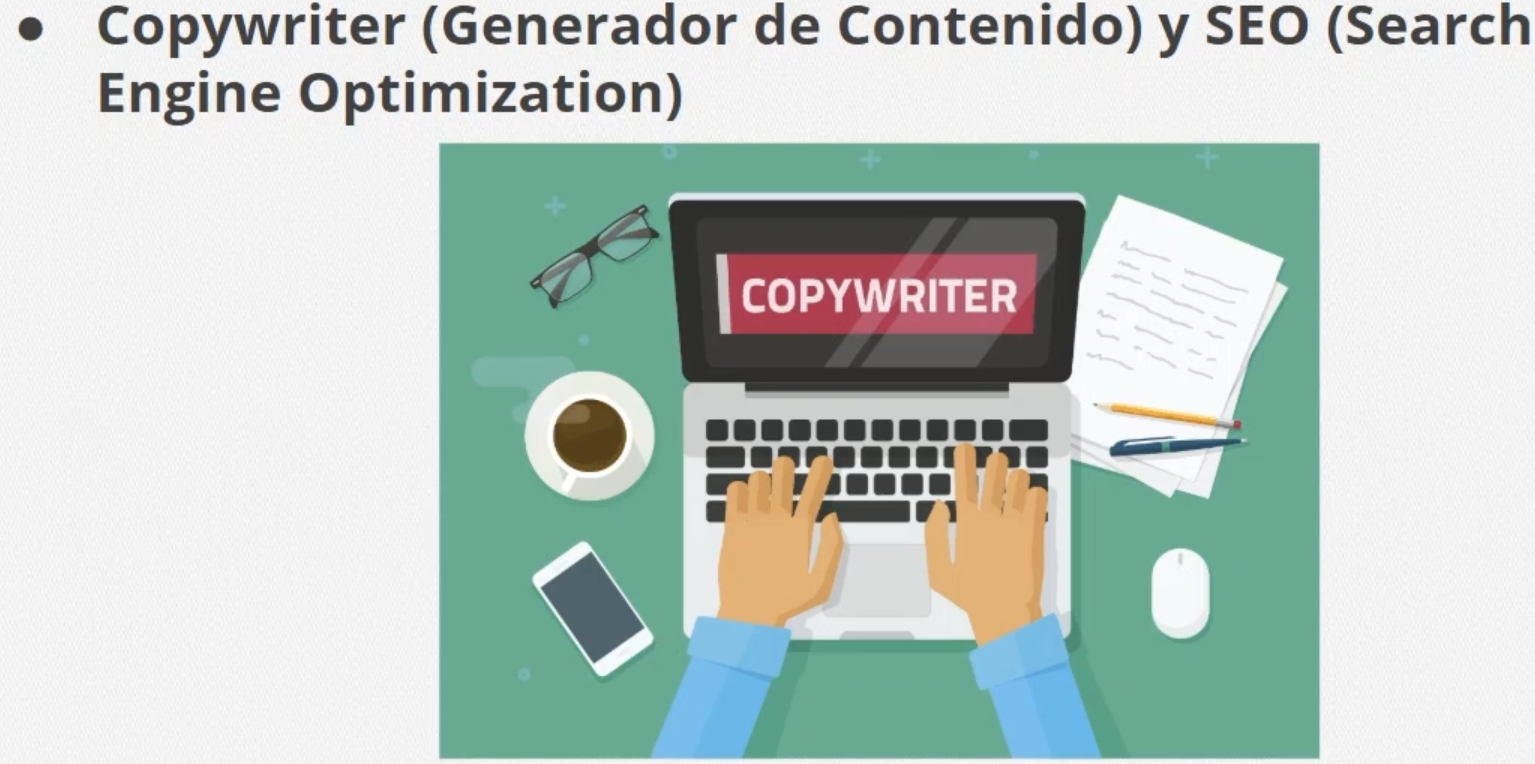 ● Copywriter (Generador de Contenido) y SEO (Search
Engine Optimization)
COPYWRITER